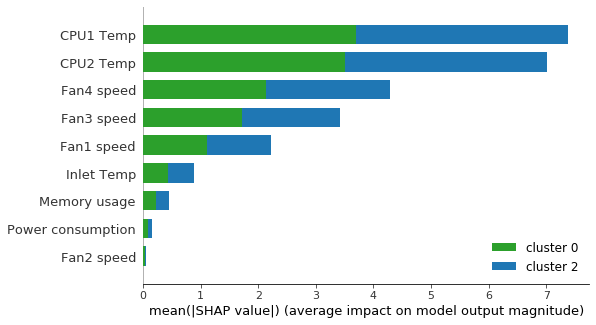 CPU1 Temp
CPU2 Temp
Fan4 speed
Fan3 speed
Fan1 speed
Inlet Temp
Memory usage
Power consumption
Fan2 speed
cluster 0
cluster 2
0 1 2 3 4 5 6 7
mean(|SHAP value|) (average impact on model output magnitude)